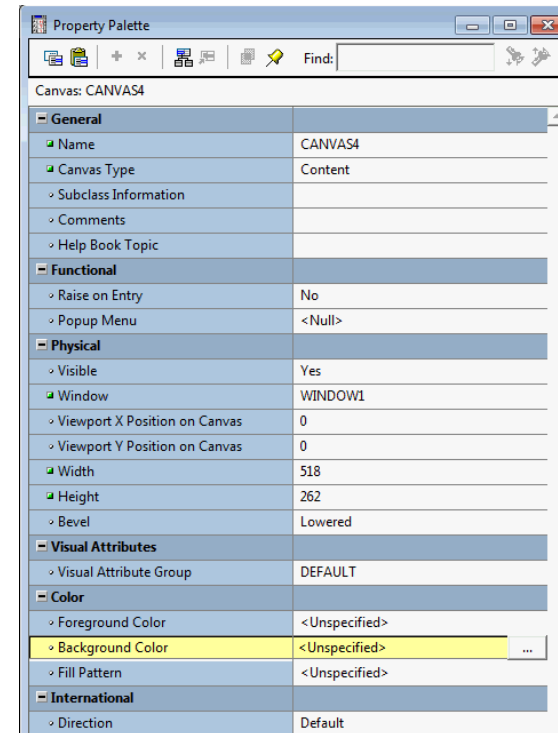 Property Palette
Find:
Canvas: CANVAS4
General
Name CANVAS4
Canvas Type Content
Subclass Information
Comments
Help Book Topic
Functional
Raise on Entry No
Popup Menu <Null>
Physical
Visible Yes
Window WINDOW1
Viewport X Position on Canvas 0
Viewport Y Position on Canvas 0
Width 518
Height 262
Bevel Lowered
Visual Attributes
Visual Attribute Group DEFAULT
Color
Foreground Color <Unspecified>
Background Color <Unspecified> ...
Fill Pattern <Unspecified>
International
Direction Default